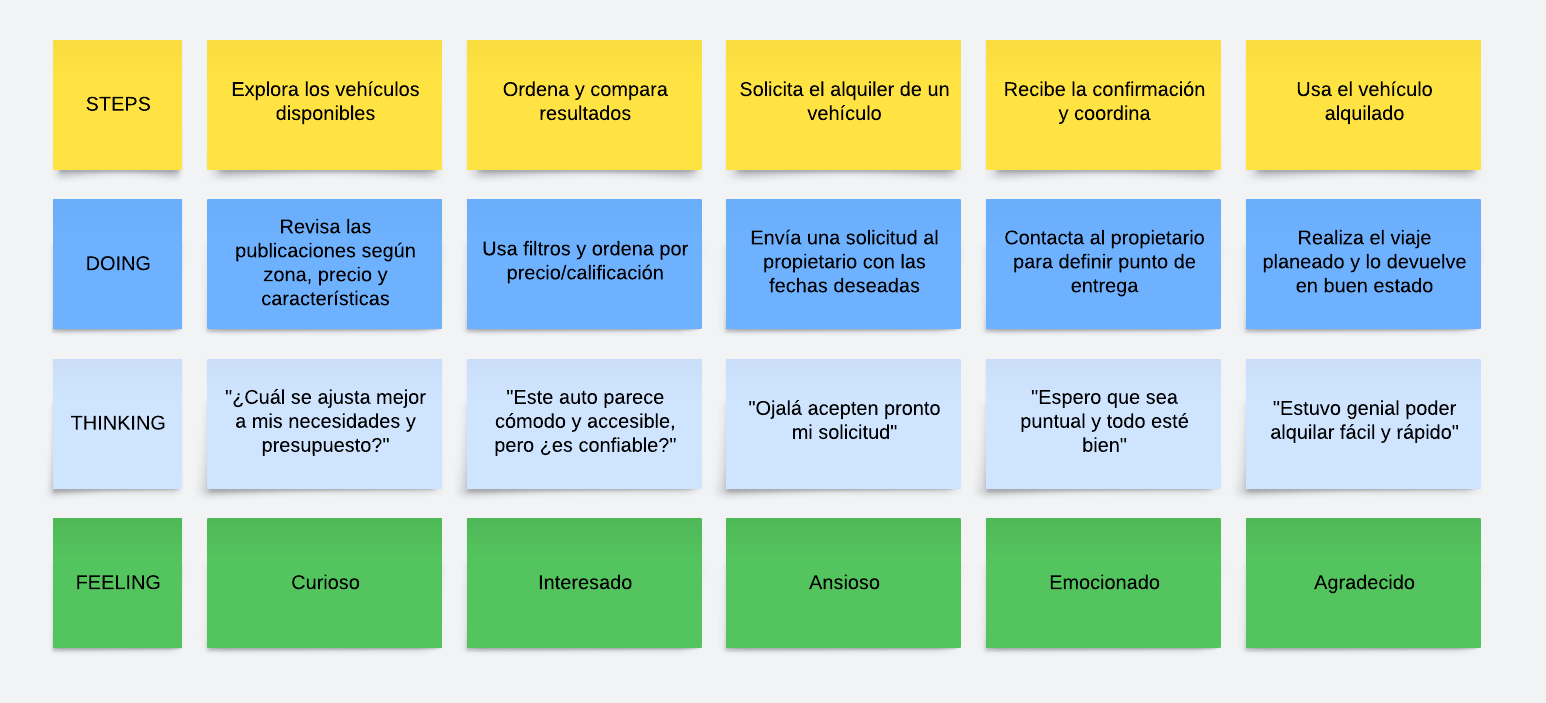 STEPS
Explora los vehículos
disponibles
Ordena y compara
resultados
Solicita el alquiler de un
vehículo
Recibe la confirmación
y coordina
Usa el vehículo
alquilado
DOING
Revisa las
publicaciones según
zona, precio y
características
Usa filtros y ordena por
precio/calificación
Envía una solicitud al
propietario con las
fechas deseadas
Contacta al propietario
para definir punto de
entrega
Realiza el viaje
planeado y lo devuelve
en buen estado
THINKING
"¿Cuál se ajusta mejor
a mis necesidades y
presupuesto?"
"Este auto parece
cómodo y accesible,
pero ¿es confiable?"
"Ojalá acepten pronto
mi solicitud"
"Espero que sea
puntual y todo esté
bien"
"Estuvo genial poder
alquilar fácil y rápido"
FEELING
Curioso
Interesado
Ansioso
Emocionado
Agradecido